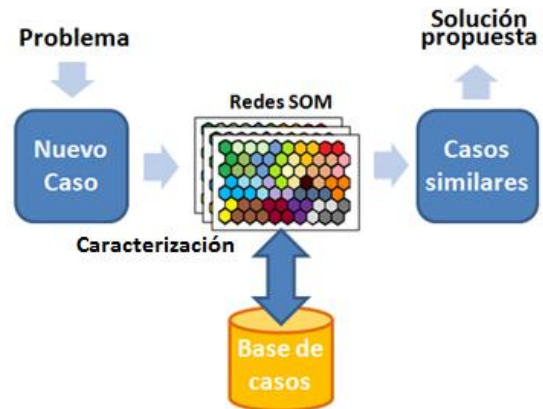 Problema
Solución
propuesta
Redes SOM
Nuevo
Caso
Casos
similares
Caracterización
Base de
casos